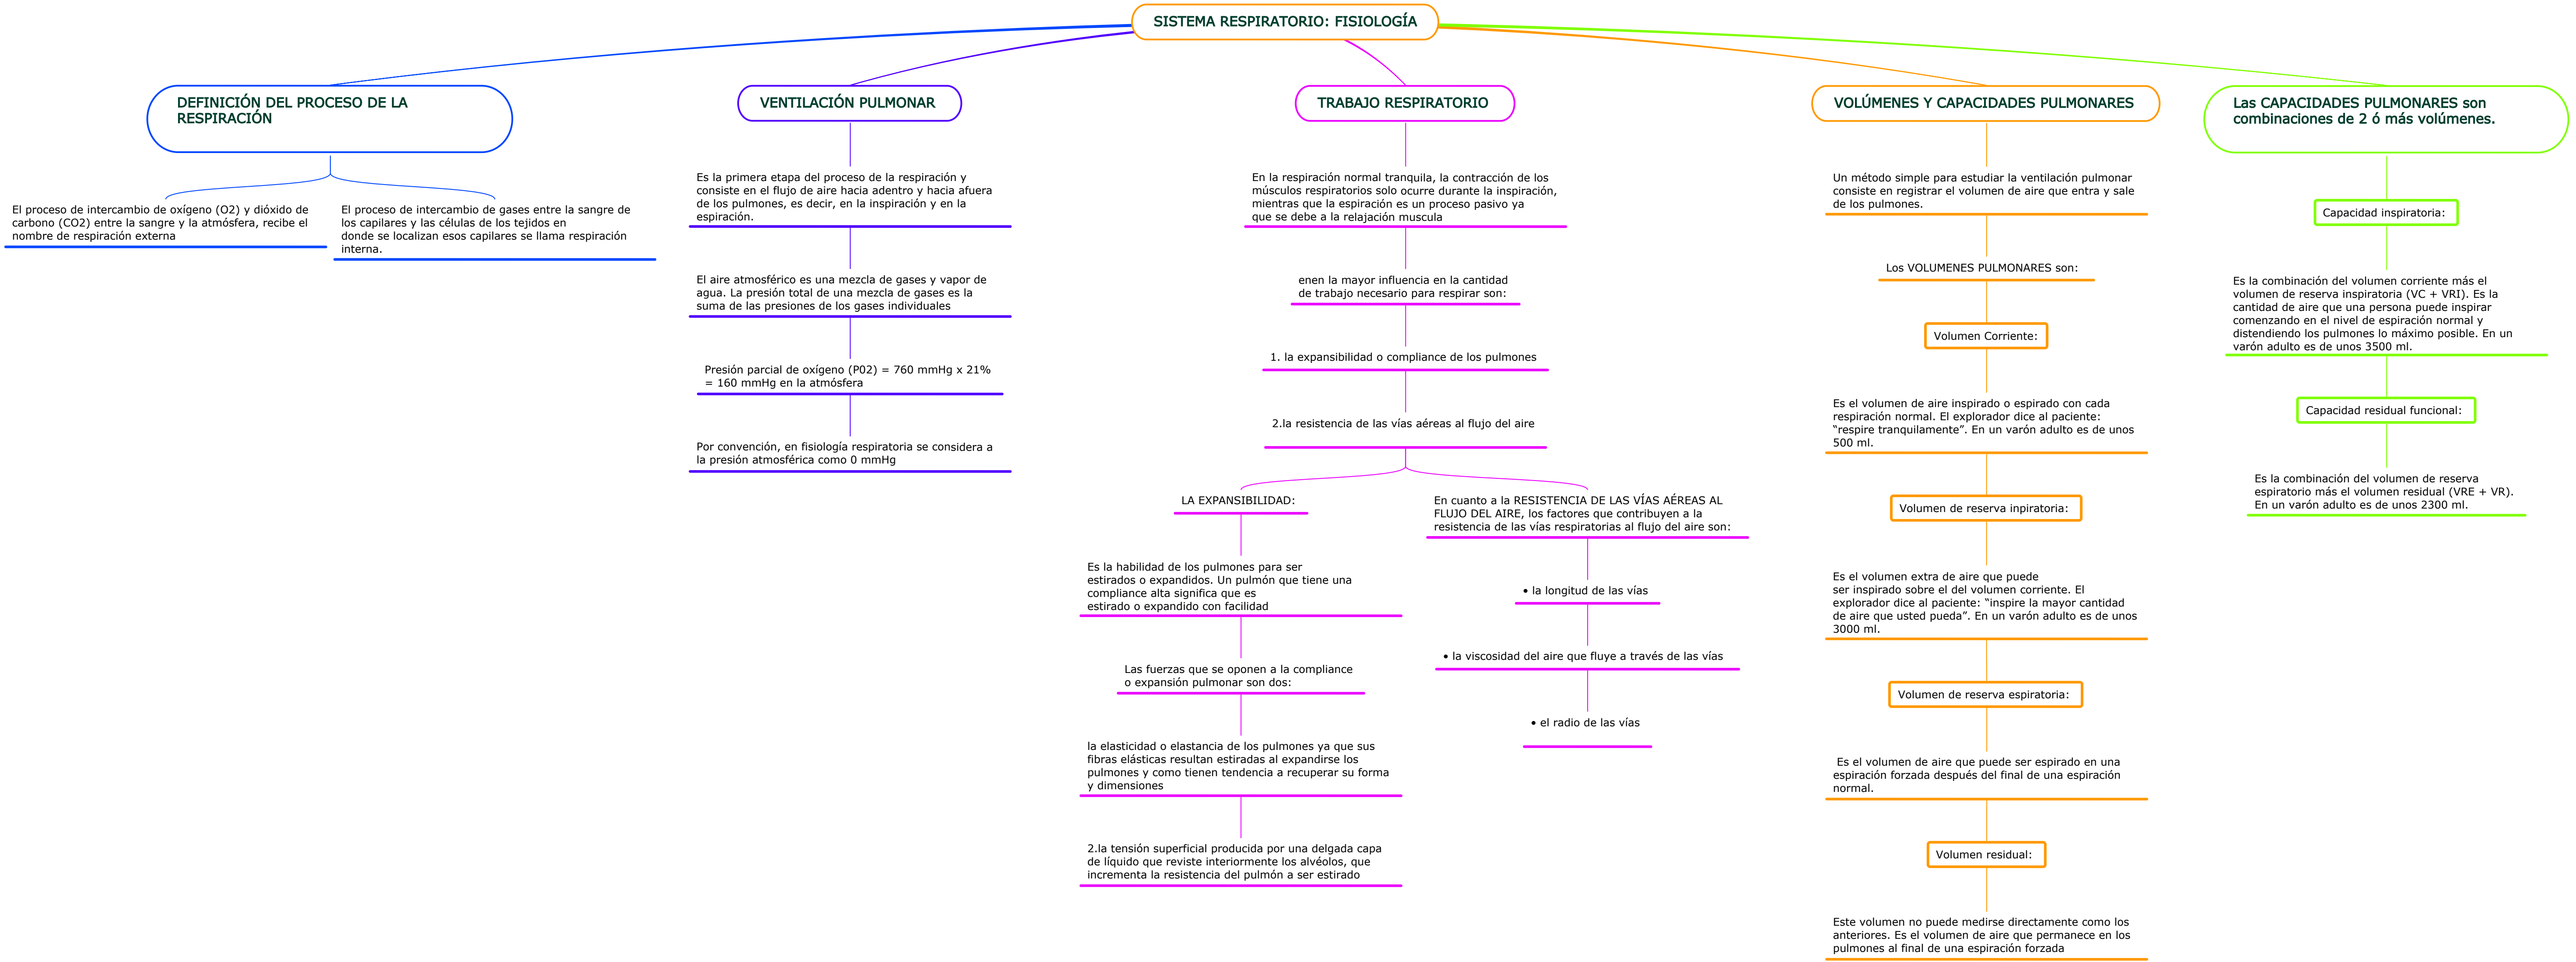 SISTEMA RESPIRATORIO: FISIOLOGÍA
DEFINICIÓN DEL PROCESO DE LA
RESPIRACIÓN
El proceso de intercambio de oxígeno (O2) y dióxido de
carbono (CO2) entre la sangre y la atmósfera, recibe el
nombre de respiración externa
El proceso de intercambio de gases entre la sangre de
los capilares y las células de los tejidos en
donde se localizan esos capilares se llama respiración
interna.
VENTILACIÓN PULMONAR
Es la primera etapa del proceso de la respiración y
consiste en el flujo de aire hacia adentro y hacia afuera
de los pulmones, es decir, en la inspiración y en la
espiración.
El aire atmosférico es una mezcla de gases y vapor de
agua. La presión total de una mezcla de gases es la
suma de las presiones de los gases individuales
Presión parcial de oxígeno (P02) = 760 mmHg x 21%
= 160 mmHg en la atmósfera
Por convención, en fisiología respiratoria se considera a
la presión atmosférica como 0 mmHg
TRABAJO RESPIRATORIO
En la respiración normal tranquila, la contracción de los
músculos respiratorios solo ocurre durante la inspiración,
mientras que la espiración es un proceso pasivo ya
que se debe a la relajación muscula
enen la mayor influencia en la cantidad
de trabajo necesario para respirar son:
1. la expansibilidad o compliance de los pulmones
2.la resistencia de las vías aéreas al flujo del aire
LA EXPANSIBILIDAD:
Es la habilidad de los pulmones para ser
estirados o expandidos. Un pulmón que tiene una
compliance alta significa que es
estirado o expandido con facilidad
Las fuerzas que se oponen a la compliance
o expansión pulmonar son dos:
la elasticidad o elastancia de los pulmones ya que sus
fibras elásticas resultan estiradas al expandirse los
pulmones y como tienen tendencia a recuperar su forma
y dimensiones
2.la tensión superficial producida por una delgada capa
de líquido que reviste interiormente los alvéolos, que
incrementa la resistencia del pulmón a ser estirado
En cuanto a la RESISTENCIA DE LAS VÍAS AÉREAS AL
FLUJO DEL AIRE, los factores que contribuyen a la
resistencia de las vías respiratorias al flujo del aire son:
• la longitud de las vías
• la viscosidad del aire que fluye a través de las vías
• el radio de las vías
VOLÚMENES Y CAPACIDADES PULMONARES
Un método simple para estudiar la ventilación pulmonar
consiste en registrar el volumen de aire que entra y sale
de los pulmones.
Los VOLUMENES PULMONARES son:
Volumen Corriente:
Es el volumen de aire inspirado o espirado con cada
respiración normal. El explorador dice al paciente:
“respire tranquilamente”. En un varón adulto es de unos
500 ml.
Volumen de reserva inpiratoria:
Es el volumen extra de aire que puede
ser inspirado sobre el del volumen corriente. El
explorador dice al paciente: “inspire la mayor cantidad
de aire que usted pueda”. En un varón adulto es de unos
3000 ml.
Volumen de reserva espiratoria:
Es el volumen de aire que puede ser espirado en una
espiración forzada después del final de una espiración
normal.
Volumen residual:
Este volumen no puede medirse directamente como los
anteriores. Es el volumen de aire que permanece en los
pulmones al final de una espiración forzada
Las CAPACIDADES PULMONARES son
combinaciones de 2 ó más volúmenes.
Capacidad inspiratoria:
Es la combinación del volumen corriente más el
volumen de reserva inspiratoria (VC + VRI). Es la
cantidad de aire que una persona puede inspirar
comenzando en el nivel de espiración normal y
distendiendo los pulmones lo máximo posible. En un
varón adulto es de unos 3500 ml.
Capacidad residual funcional:
Es la combinación del volumen de reserva
espiratorio más el volumen residual (VRE + VR).
En un varón adulto es de unos 2300 ml.